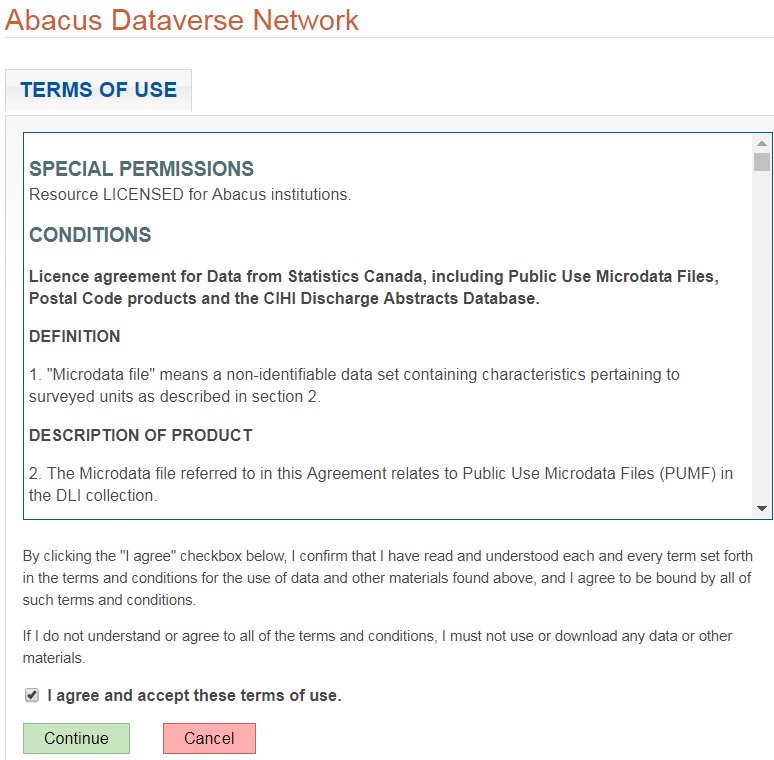 Abacus Dataverse Network
TERMS OF USE
SPECIAL PERMISSIONS
Resource LICENSED for Abacus institutions.
CONDITIONS
Licence agreement for Data from Statistics Canada, including Public Use Microdata Files,
Postal Code products and the CIHI Discharge Abstracts Database.
DEFINITION
1. "Microdata file" means a non-identifiable data set containing characteristics pertaining to
surveyed units as described in section 2.
DESCRIPTION OF PRODUCT
2. The Microdata file referred to in this Agreement relates to Public Use Microdata Files (PUMF) in
the DLI collection.
By clicking the "I agree" checkbox below, I confirm that I have read and understood each and every term set forth
in the terms and conditions for the use of data and other materials found above, and I agree to be bound by all of
such terms and conditions.
If I do not understand or agree to all of the terms and conditions, I must not use or download any data or other
materials.
I agree and accept these terms of use.
Continue Cancel